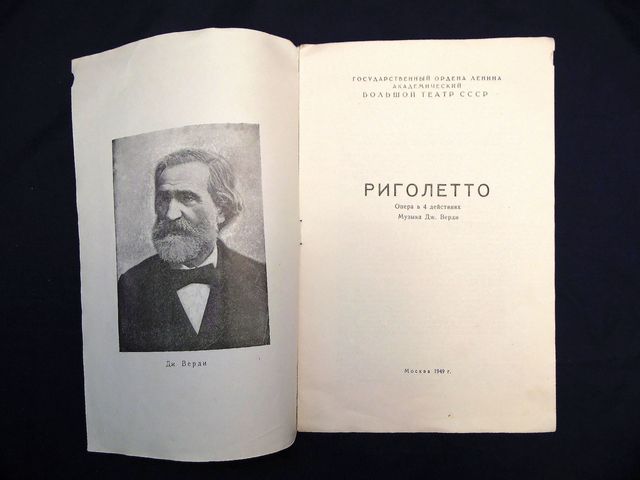 Дж. Верди
ГОСУДАРСТВЕННЫЙ ОРДЕНА ЛЕНИНА
АКАДЕМИЧЕСКИЙ
БОЛЬШОЙ ТЕАТР СССР
РИГОЛЕТТО
Опера в 4 действиях
Музыка Дж. Верди
Москва 1949 г.